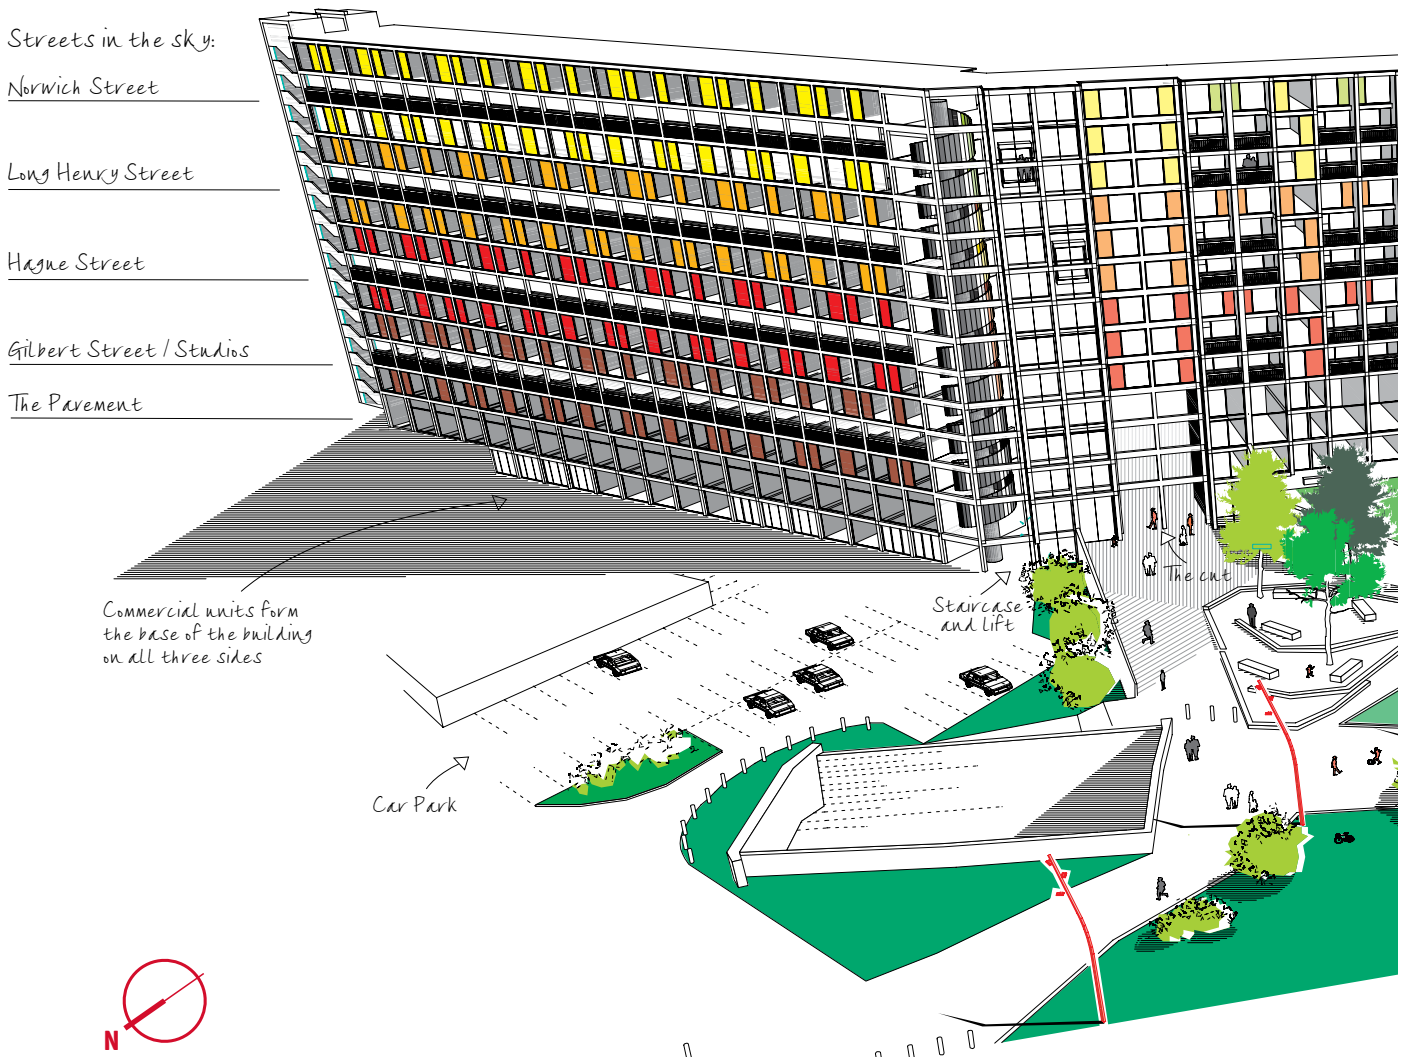 Streets in the sky:
Norwich Street
Long Henry Street
Hague Street
Gilbert Street / Studios
The Pavement
Commercial units form
the base of the building
on all three sides
Staircase
and lift
The cut
Car Park
N